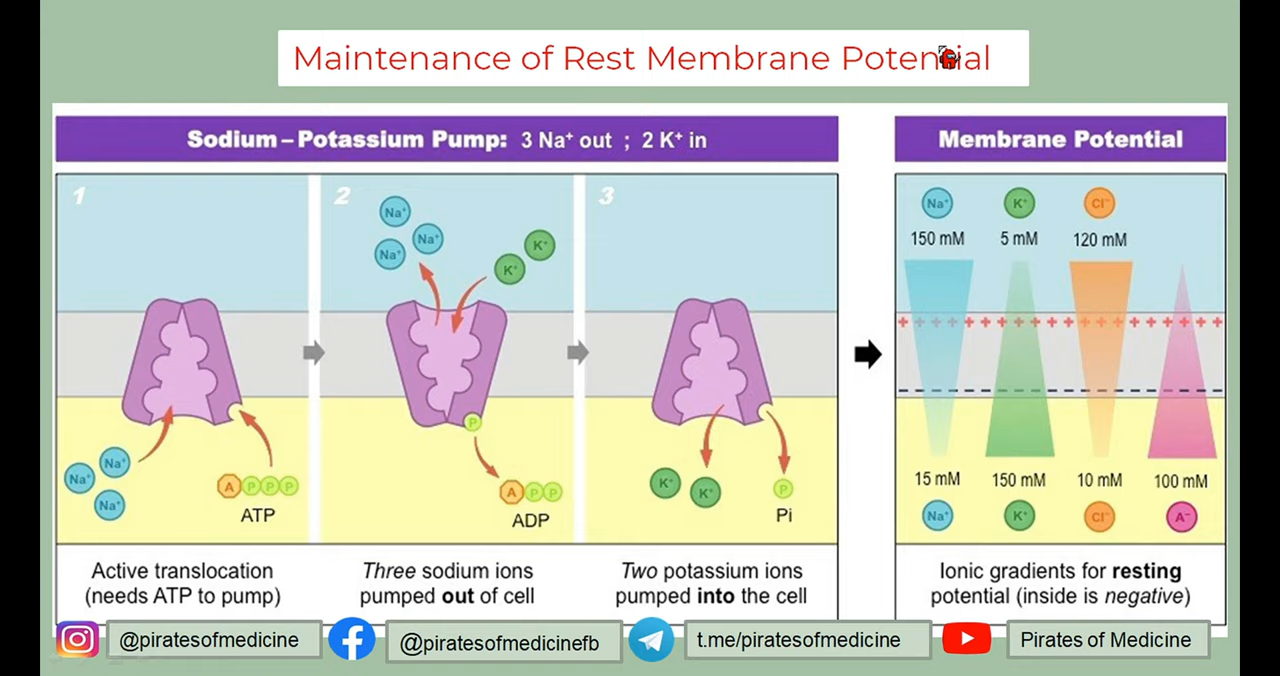 Maintenance of Rest Membrane Potential
Sodium – Potassium Pump: 3 Na⁺ out ; 2 K⁺ in
1
2
3
Na⁺
Na⁺
Na⁺
K⁺
K⁺
P
Na⁺
Na⁺
Na⁺
A P P P
ATP
A P P
ADP
K⁺
K⁺
P
Pi
Active translocation
(needs ATP to pump)
Three sodium ions
pumped out of cell
Two potassium ions
pumped into the cell
Membrane Potential
Na⁺ K⁺ Cl⁻
150 mM 5 mM 120 mM
+ + + + + + + + + + + + + + + + + + + +
15 mM 150 mM 10 mM 100 mM
Na⁺ K⁺ Cl⁻ A⁻
Ionic gradients for resting
potential (inside is negative)
@piratesofmedicine
@piratesofmedicinefb
t.me/piratesofmedicine
Pirates of Medicine